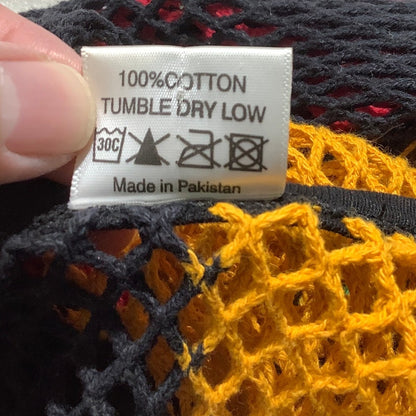 100%COTTON
TUMBLE DRY LOW
30C
Made in Pakistan